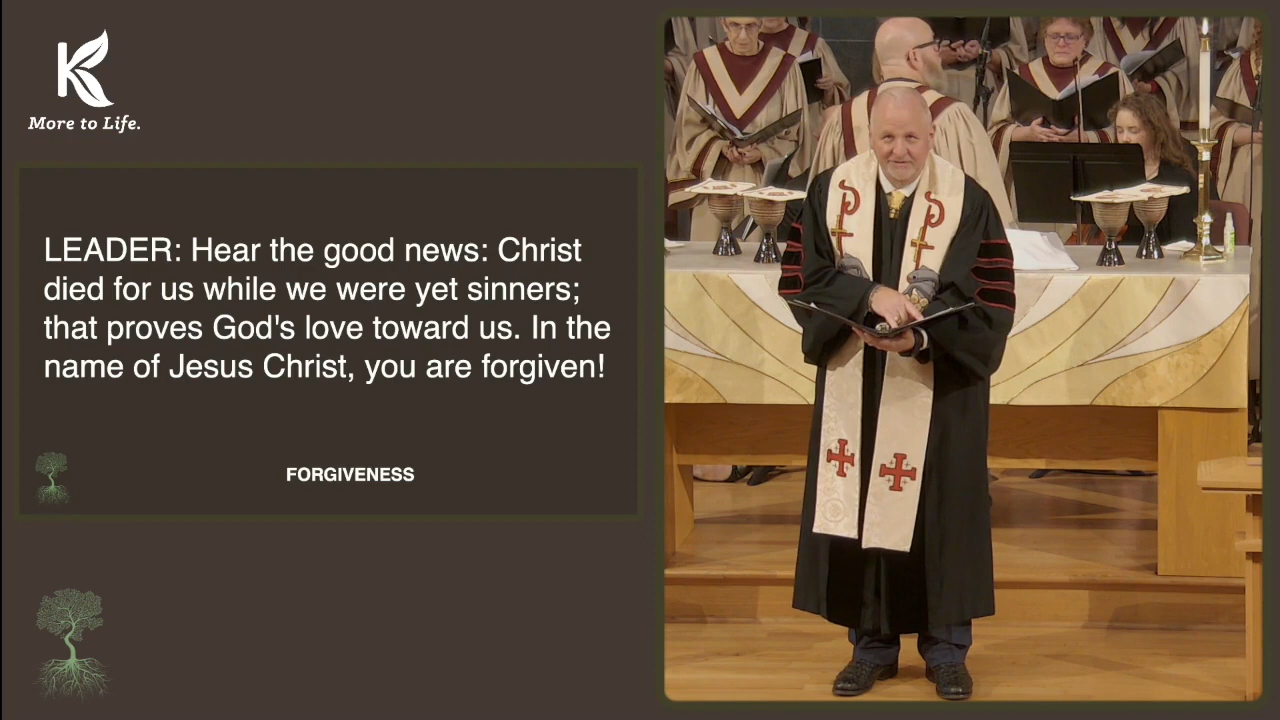 K
More to Life.
LEADER: Hear the good news: Christ
died for us while we were yet sinners;
that proves God's love toward us. In the
name of Jesus Christ, you are forgiven!
FORGIVENESS